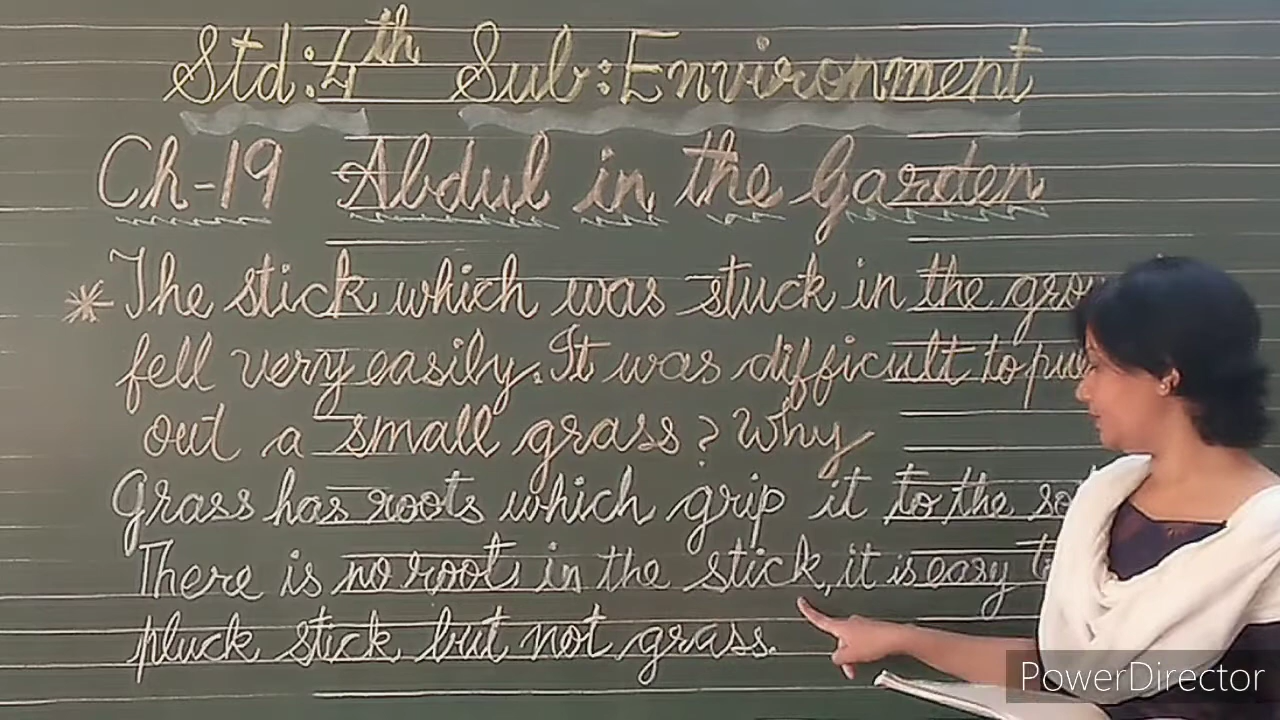 Std:4th Sub:Environment
Ch-19 Abdul in the Garden
* The stick which was stuck in the
fell very easily. It was difficult to
out a small grass? Why
Grass has roots which grip it to the
There is no roots in the stick, it is easy
pluck stick but not grass.
PowerDirector